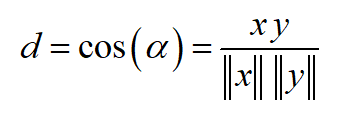 d = cos(α) = xy / ‖x‖ ‖y‖